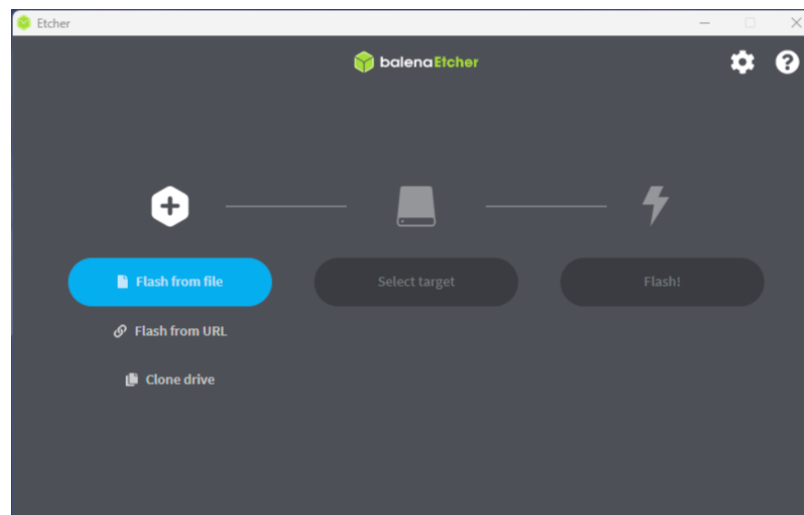 Etcher
balenaEtcher
Flash from file
Select target
Flash!
Flash from URL
Clone drive